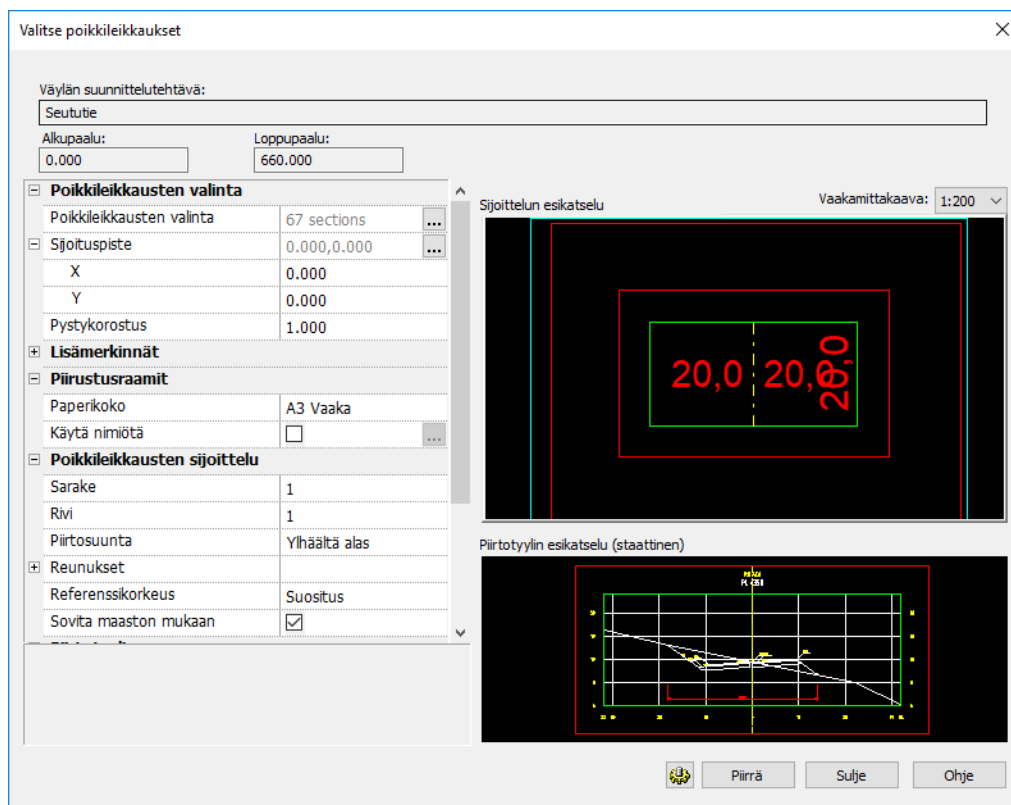 Valitse poikkileikkaukset
Väylän suunnittelutehtävä:
Seututie
Alkupaalu:
Loppupaalu:
0.000
660.000
Poikkileikkausten valinta
Poikkileikkausten valinta
67 sections
...
Sijoituspiste
0.000,0.000
...
X
0.000
Y
0.000
Pystykorostus
1.000
Lisämerkinnät
Piirustusraamit
Paperikoko
A3 Vaaka
Käytä nimiötä
...
Poikkileikkausten sijoittelu
Sarake
1
Rivi
1
Piirtosuunta
Ylhäältä alas
Reunukset
Referenssikorkeus
Suositus
Sovita maaston mukaan
Sijoittelun esikatselu
Vaakamittakaava:
1:200
20,0
20,0
20,0
Piirtotyylin esikatselu (staattinen)
Piirrä
Sulje
Ohje